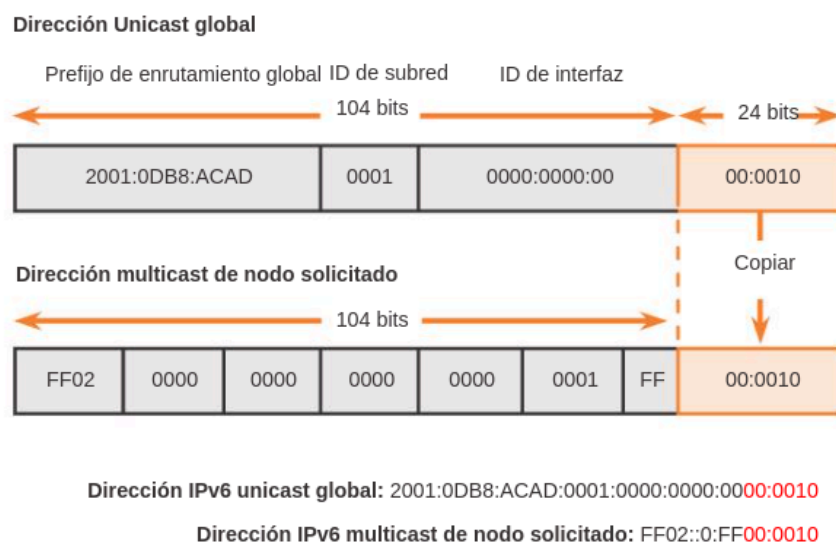 Dirección Unicast global
Prefijo de enrutamiento global ID de subred ID de interfaz
104 bits 24 bits
2001:0DB8:ACAD 0001 0000:0000:00 00:0010
Copiar
Dirección multicast de nodo solicitado
104 bits
FF02 0000 0000 0000 0000 0001 FF 00:0010
Dirección IPv6 unicast global: 2001:0DB8:ACAD:0001:0000:0000:0000:0010
Dirección IPv6 multicast de nodo solicitado: FF02::0:FF00:0010